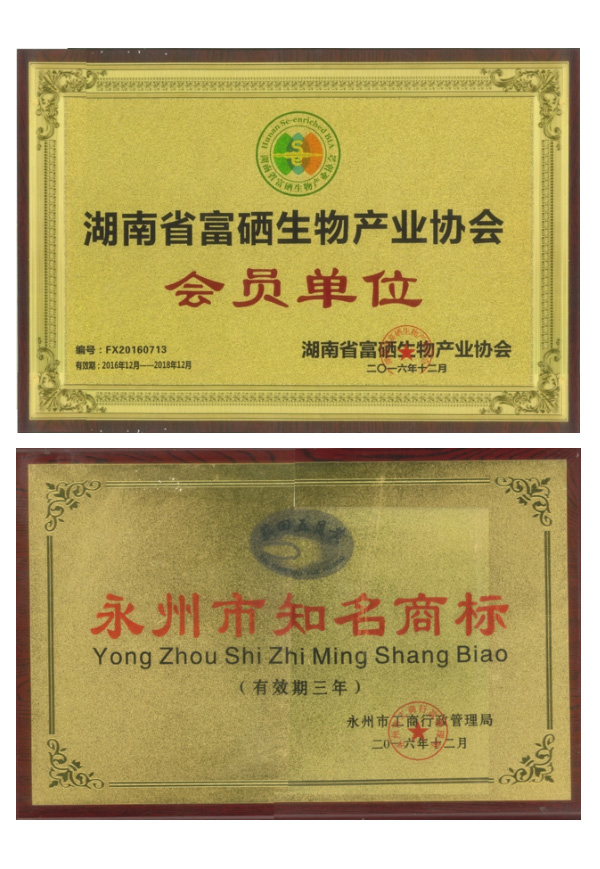 Hunan Se-enriched BIA
Se
湖南省富硒生物产业协会
湖南省富硒生物产业协会
会员单位
编号：FX20160713
有效期：2016年12月——2018年12月
湖南省富硒生物产业协会
二〇一六年十二月
永州市知名商标
Yong Zhou Shi Zhi Ming Shang Biao
（有效期三年）
永州市工商行政管理局
二〇一六年十二月